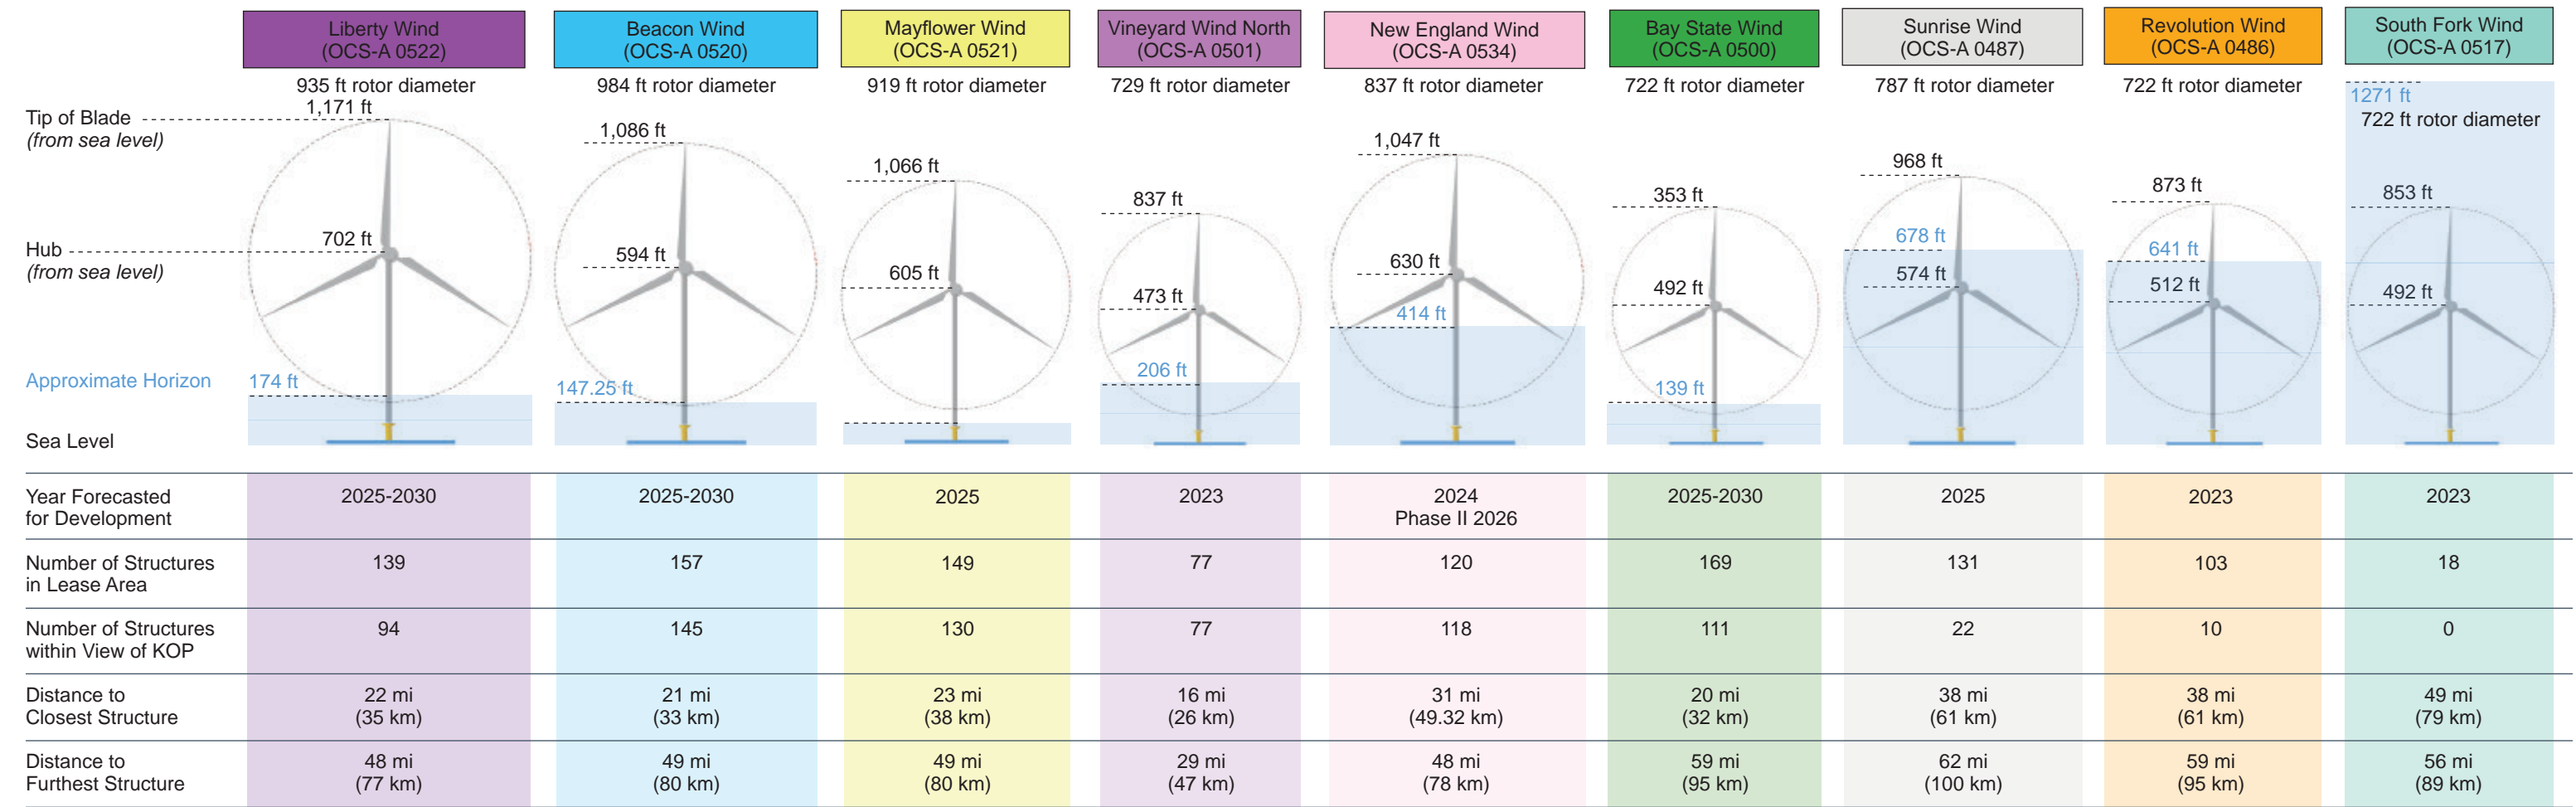 Liberty Wind
(OCS-A 0522)
Beacon Wind
(OCS-A 0520)
Mayflower Wind
(OCS-A 0521)
Vineyard Wind North
(OCS-A 0501)
New England Wind
(OCS-A 0534)
Bay State Wind
(OCS-A 0500)
Sunrise Wind
(OCS-A 0487)
Revolution Wind
(OCS-A 0486)
South Fork Wind
(OCS-A 0517)
935 ft rotor diameter
984 ft rotor diameter
919 ft rotor diameter
729 ft rotor diameter
837 ft rotor diameter
722 ft rotor diameter
787 ft rotor diameter
722 ft rotor diameter
1271 ft
722 ft rotor diameter
Tip of Blade
(from sea level)
1,171 ft
1,086 ft
1,066 ft
837 ft
1,047 ft
353 ft
968 ft
873 ft
853 ft
Hub
(from sea level)
702 ft
594 ft
605 ft
473 ft
630 ft
492 ft
678 ft
574 ft
641 ft
512 ft
492 ft
Approximate Horizon
174 ft
147.25 ft
206 ft
414 ft
139 ft
Sea Level
Year Forecasted
for Development
2025-2030
2025-2030
2025
2023
2024
Phase II 2026
2025-2030
2025
2023
2023
Number of Structures
in Lease Area
139
157
149
77
120
169
131
103
18
Number of Structures
within View of KOP
94
145
130
77
118
111
22
10
0
Distance to
Closest Structure
22 mi
(35 km)
21 mi
(33 km)
23 mi
(38 km)
16 mi
(26 km)
31 mi
(49.32 km)
20 mi
(32 km)
38 mi
(61 km)
38 mi
(61 km)
49 mi
(79 km)
Distance to
Furthest Structure
48 mi
(77 km)
49 mi
(80 km)
49 mi
(80 km)
29 mi
(47 km)
48 mi
(78 km)
59 mi
(95 km)
62 mi
(100 km)
59 mi
(95 km)
56 mi
(89 km)